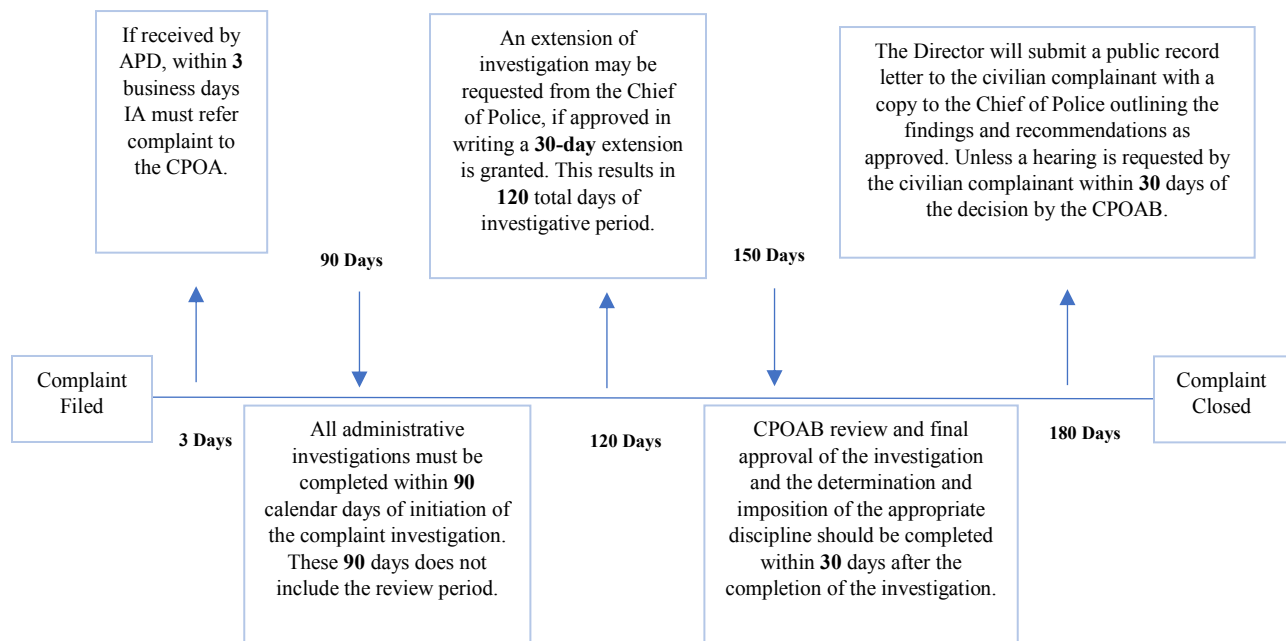 If received by
APD, within 3
business days
IA must refer
complaint to
the CPOA.
An extension of
investigation may be
requested from the Chief
of Police, if approved in
writing a 30-day extension
is granted. This results in
120 total days of
investigative period.
The Director will submit a public record
letter to the civilian complainant with a
copy to the Chief of Police outlining the
findings and recommendations as
approved. Unless a hearing is requested by
the civilian complainant within 30 days of
the decision by the CPOAB.
90 Days
150 Days
Complaint
Filed
Complaint
Closed
3 Days
All administrative
investigations must be
completed within 90
calendar days of initiation of
the complaint investigation.
These 90 days does not
include the review period.
120 Days
CPOAB review and final
approval of the investigation
and the determination and
imposition of the appropriate
discipline should be completed
within 30 days after the
completion of the investigation.
180 Days